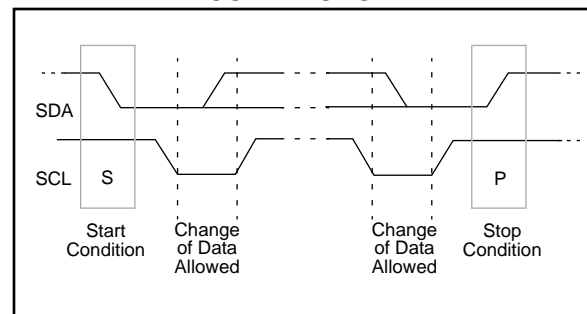 SDA
SCL
S
P
Start
Condition
Change
of Data
Allowed
Change
of Data
Allowed
Stop
Condition